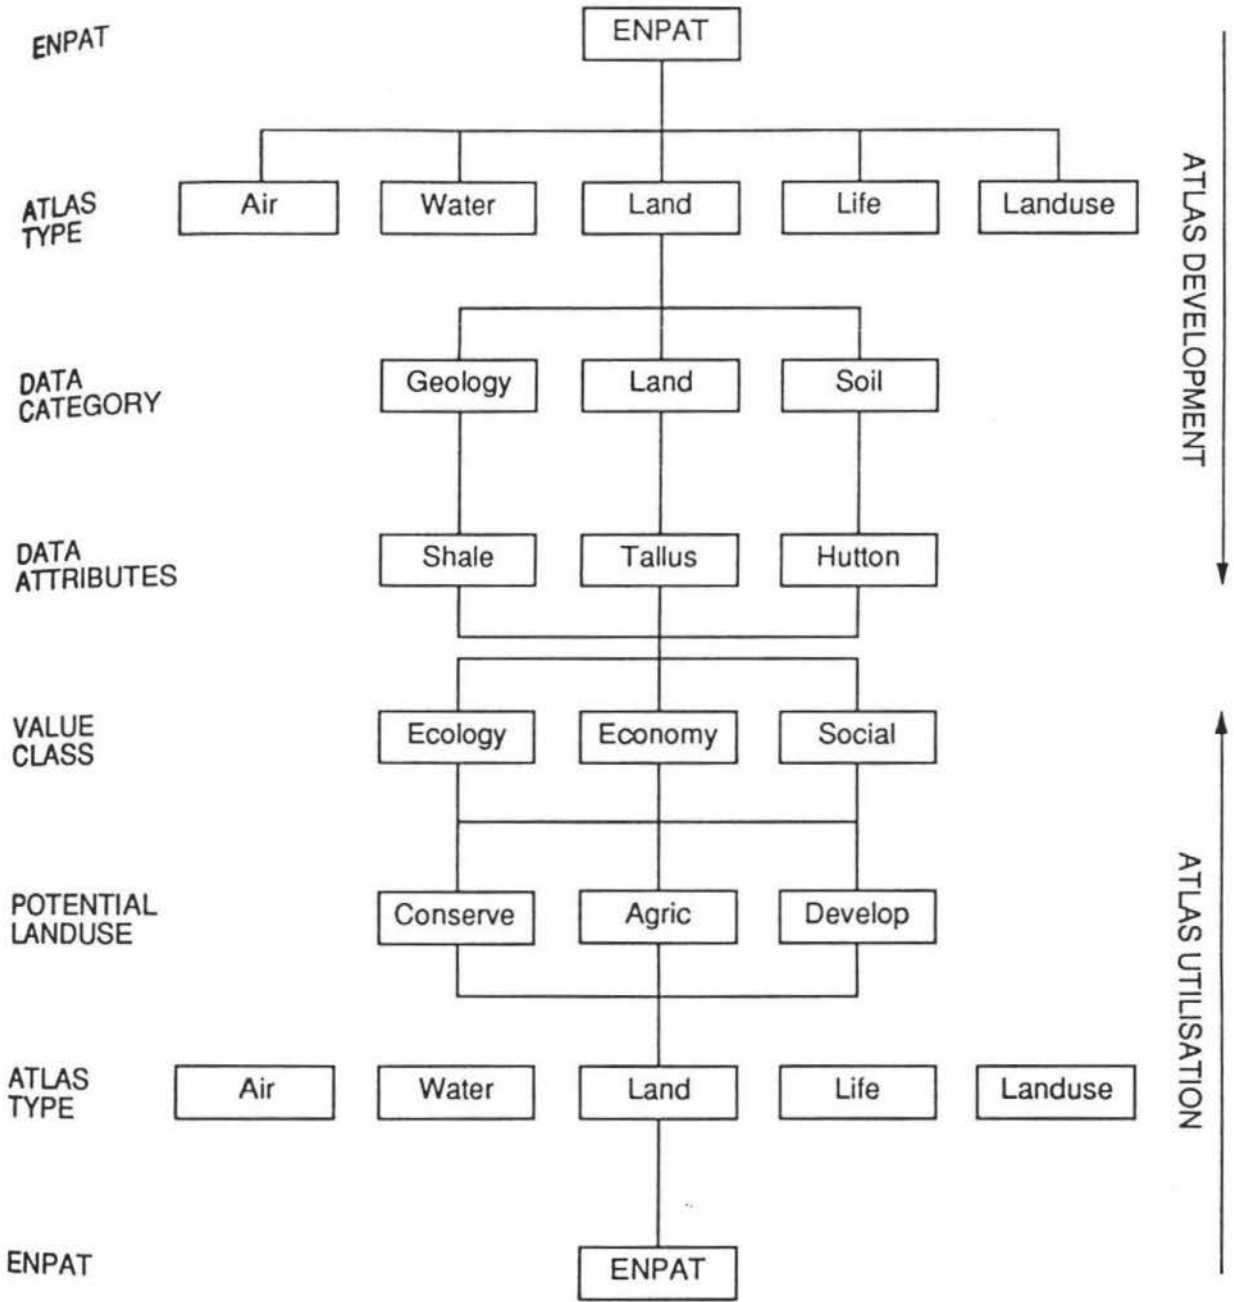 ENPAT
ENPAT
ATLAS
TYPE
Air
Water
Land
Life
Landuse
DATA
CATEGORY
Geology
Land
Soil
DATA
ATTRIBUTES
Shale
Tallus
Hutton
ATLAS DEVELOPMENT
VALUE
CLASS
Ecology
Economy
Social
POTENTIAL
LANDUSE
Conserve
Agric
Develop
ATLAS
TYPE
Air
Water
Land
Life
Landuse
ENPAT
ENPAT
ATLAS UTILISATION